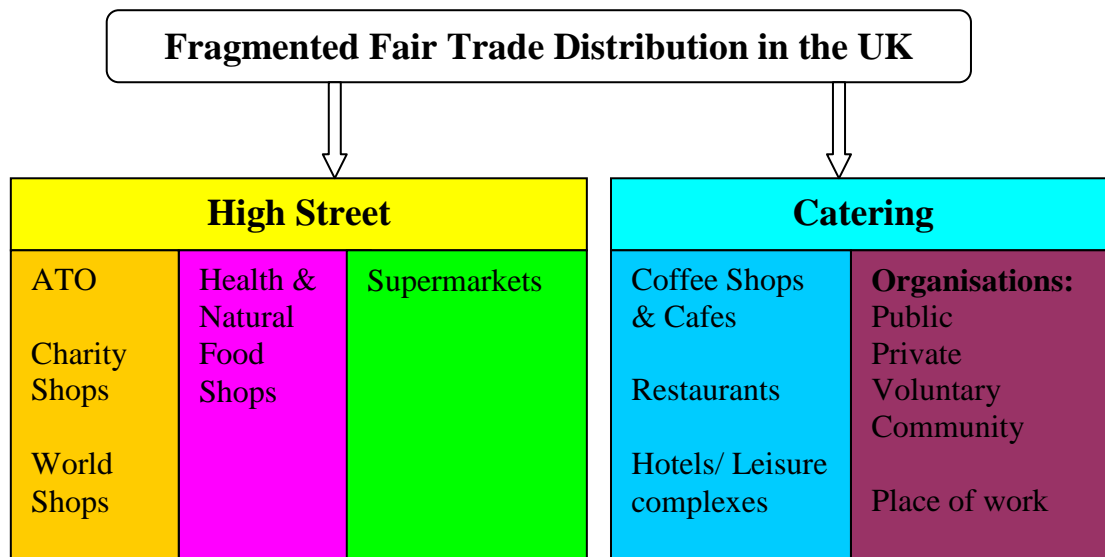 Fragmented Fair Trade Distribution in the UK
High Street
ATO
Charity
Shops
World
Shops
Health &
Natural
Food
Shops
Supermarkets
Catering
Coffee Shops
& Cafes
Restaurants
Hotels/ Leisure
complexes
Organisations:
Public
Private
Voluntary
Community
Place of work